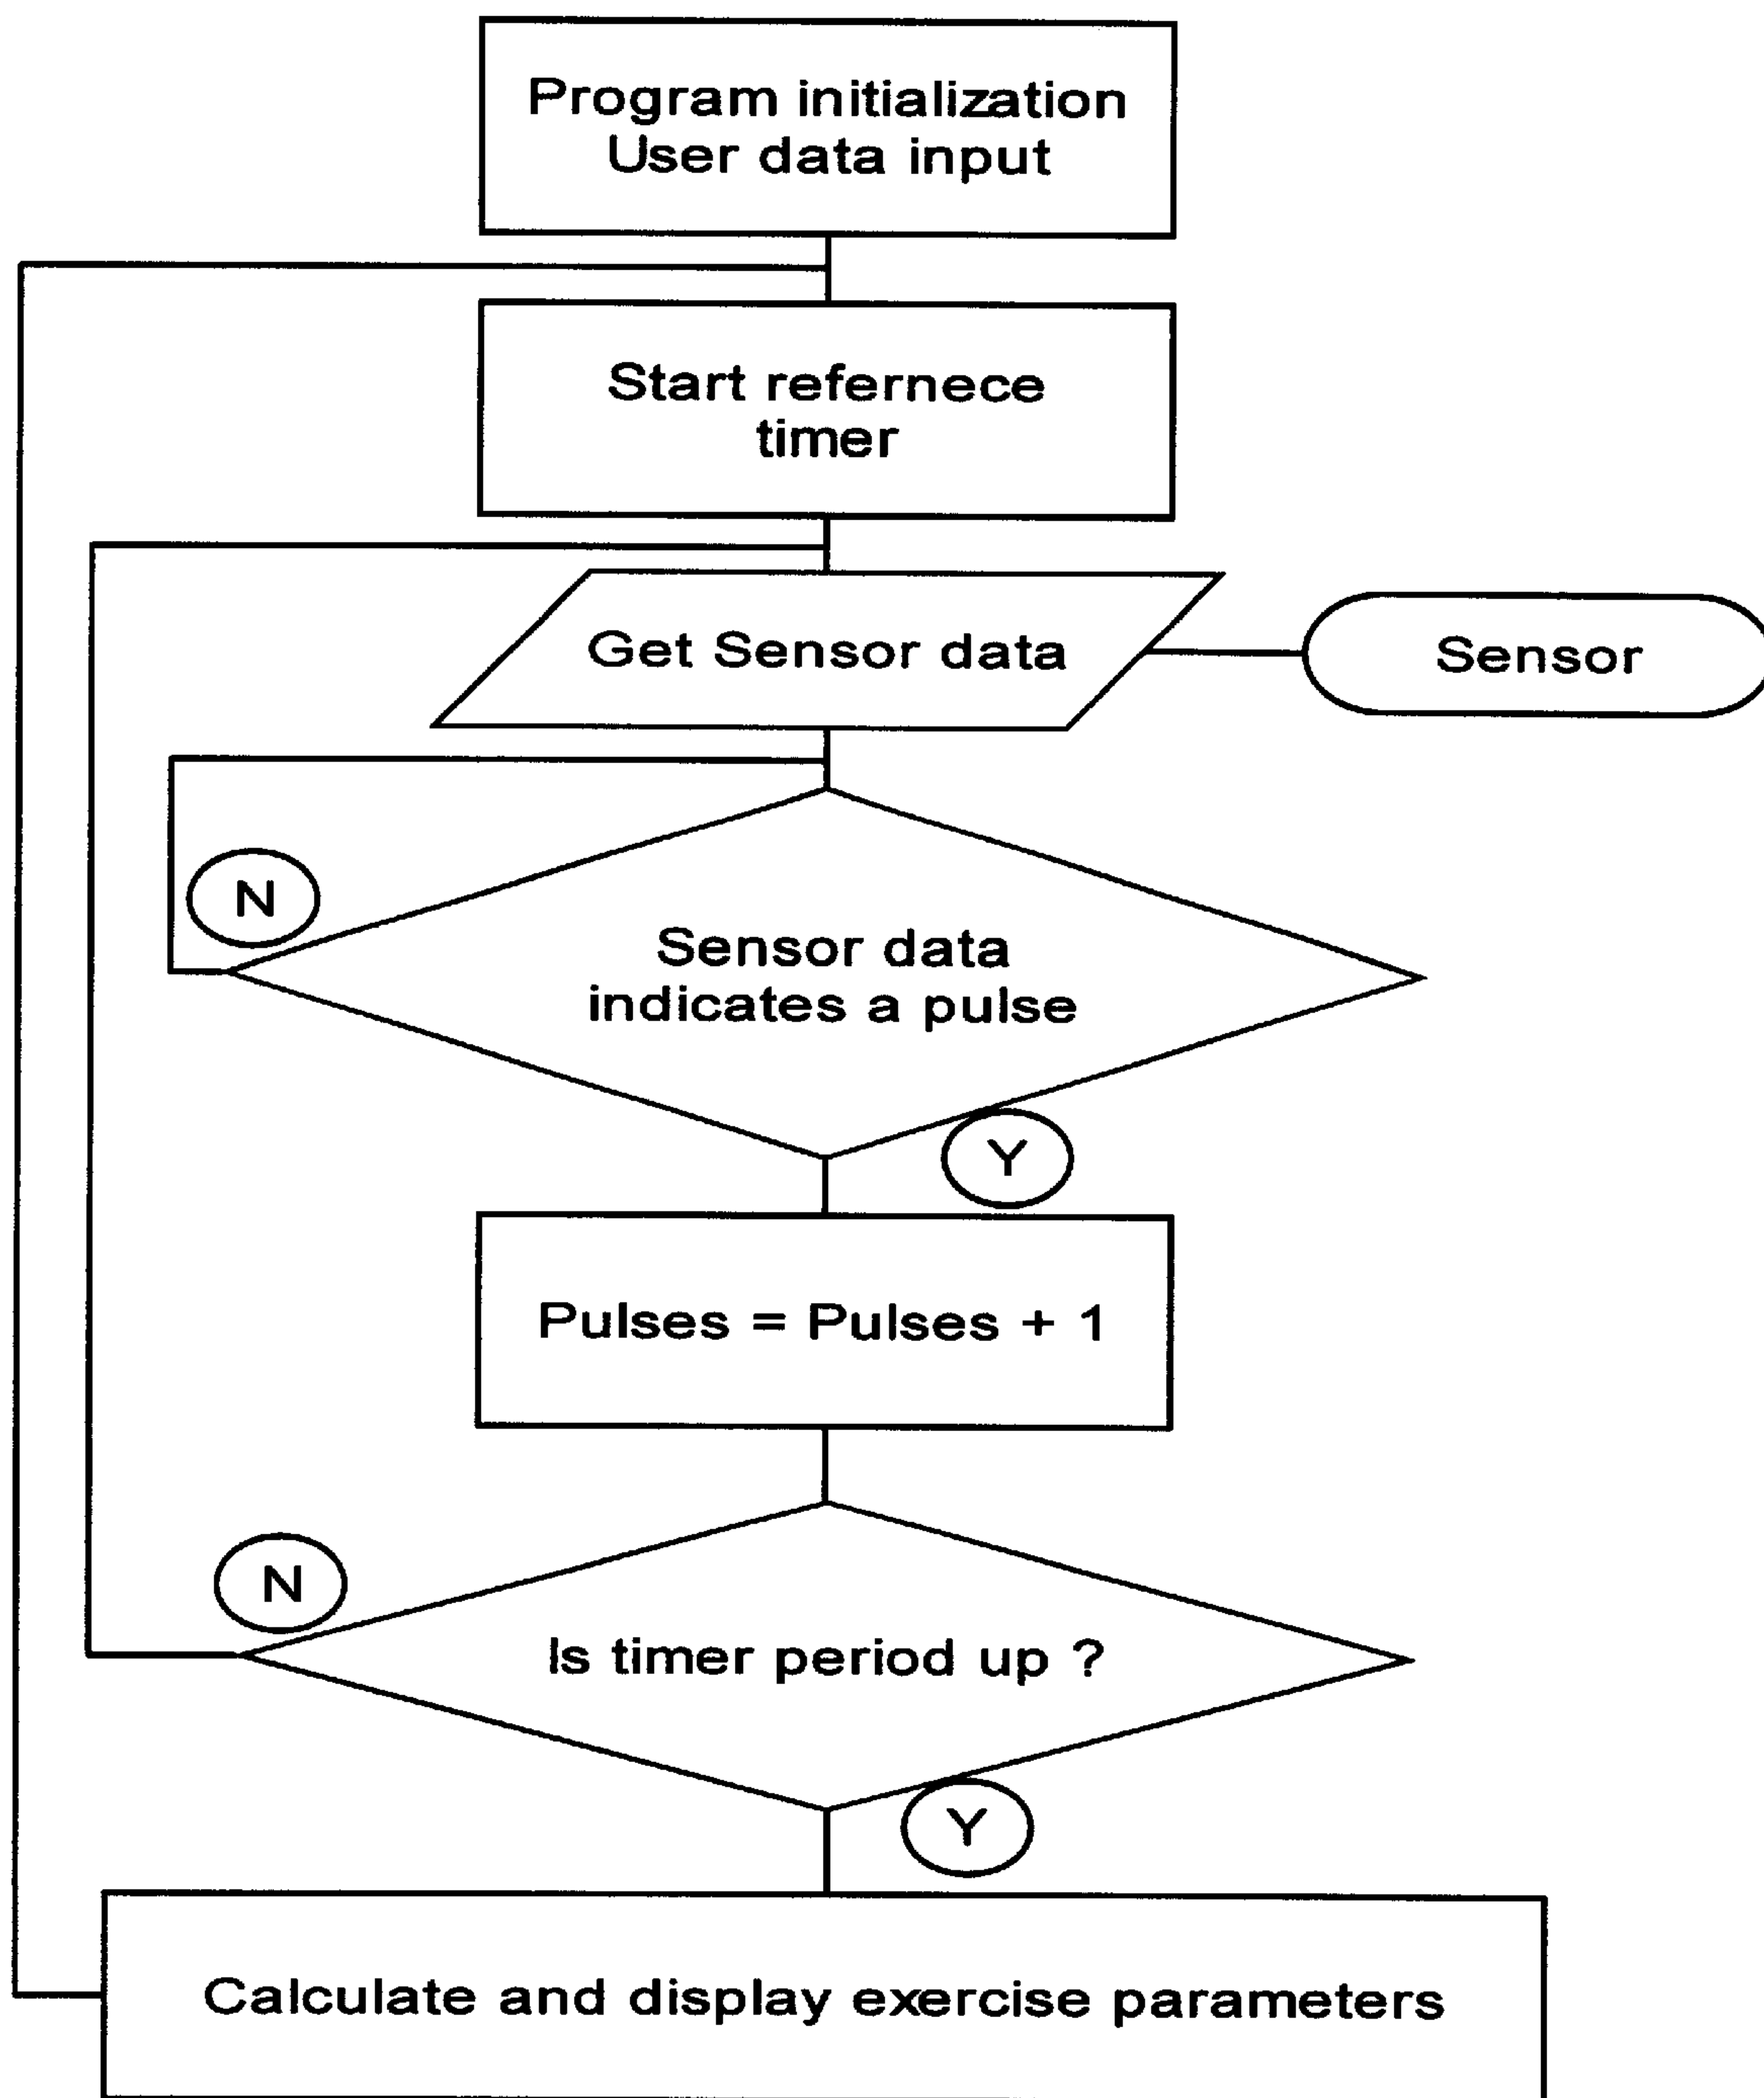 Program initialization
User data input
Start refernece
timer
Get Sensor data
Sensor
N
Sensor data
indicates a pulse
Y
Pulses = Pulses + 1
N
Is timer period up ?
Y
Calculate and display exercise parameters